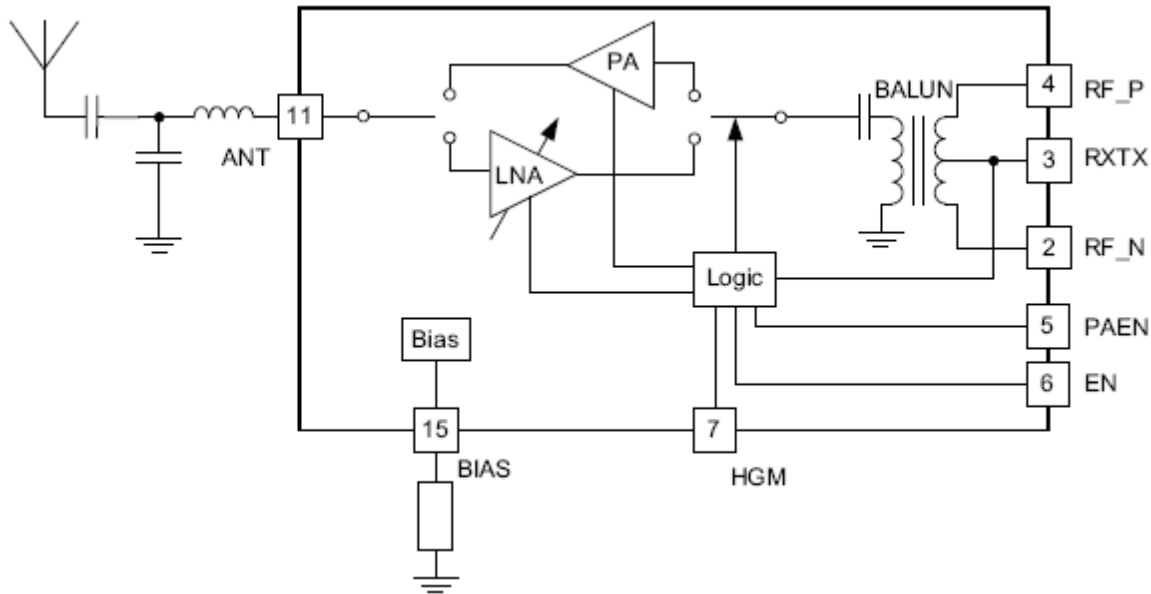 PA
BALUN
4
RF_P
11
ANT
3
RXTX
LNA
2
RF_N
Logic
5
PAEN
Bias
6
EN
15
7
BIAS
HGM